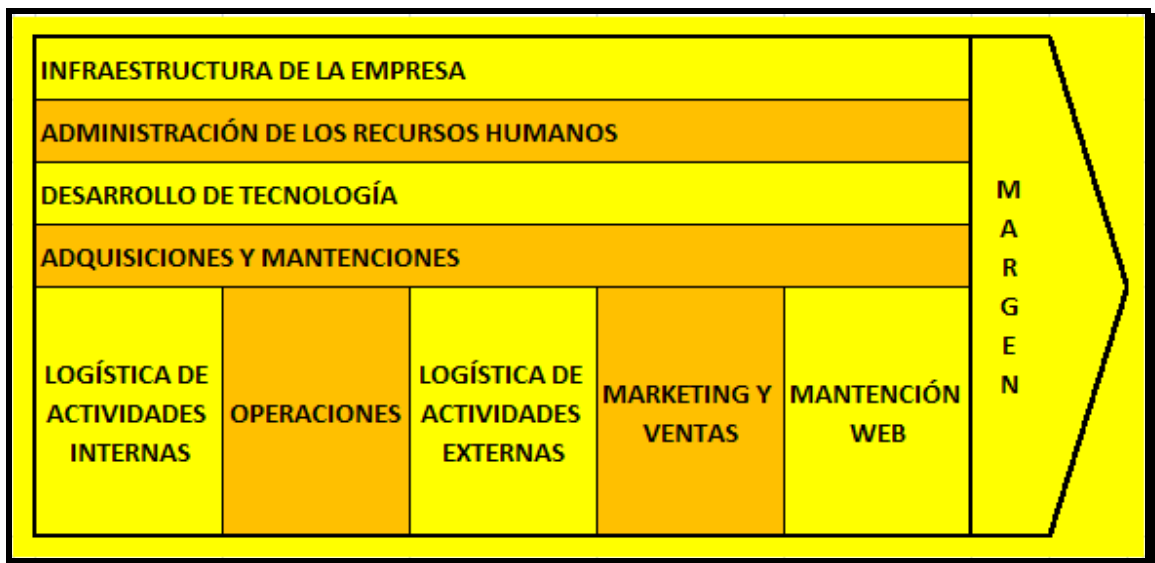 INFRAESTRUCTURA DE LA EMPRESA
ADMINISTRACIÓN DE LOS RECURSOS HUMANOS
DESARROLLO DE TECNOLOGÍA
ADQUISICIONES Y MANTENCIONES
LOGÍSTICA DE
ACTIVIDADES
INTERNAS
OPERACIONES
LOGÍSTICA DE
ACTIVIDADES
EXTERNAS
MARKETING Y
VENTAS
MANTENCIÓN
WEB
M
A
R
G
E
N